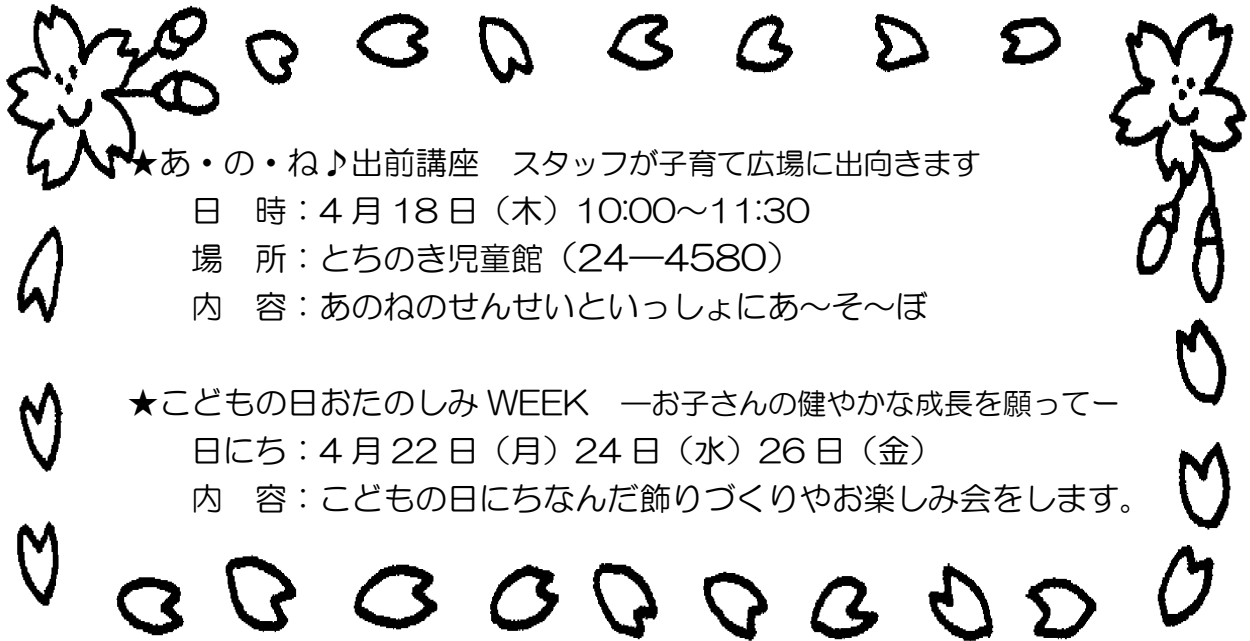 ★あ・の・ね♪出前講座　スタッフが子育て広場に出向きます
日　時：4月18日（木）10:00～11:30
場　所：とちのき児童館（24―4580）
内　容：あのねのせんせいといっしょにあ～そ～ぼ
★こどもの日おたのしみWEEK　―お子さんの健やかな成長を願ってー
日にち：4月22日（月）24日（水）26日（金）
内　容：こどもの日にちなんだ飾りづくりやお楽しみ会をします。